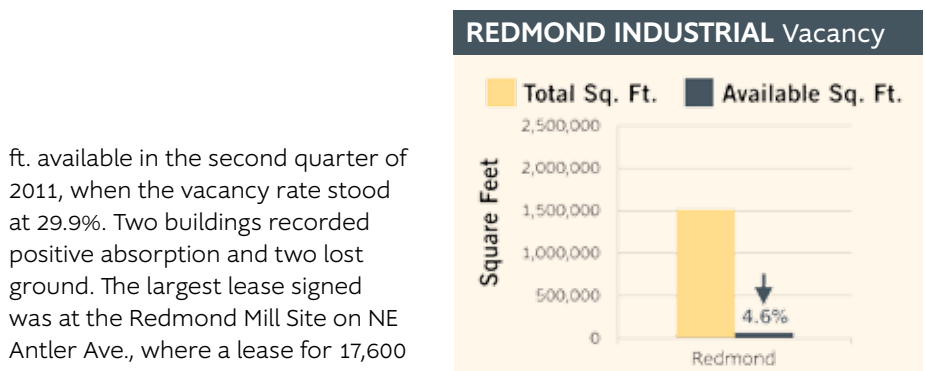 ft. available in the second quarter of
2011, when the vacancy rate stood
at 29.9%. Two buildings recorded
positive absorption and two lost
ground. The largest lease signed
was at the Redmond Mill Site on NE
Antler Ave., where a lease for 17,600
REDMOND INDUSTRIAL Vacancy
Total Sq. Ft. Available Sq. Ft.
Square Feet
2,500,000
2,000,000
1,500,000
1,000,000
500,000
0
4.6%
Redmond